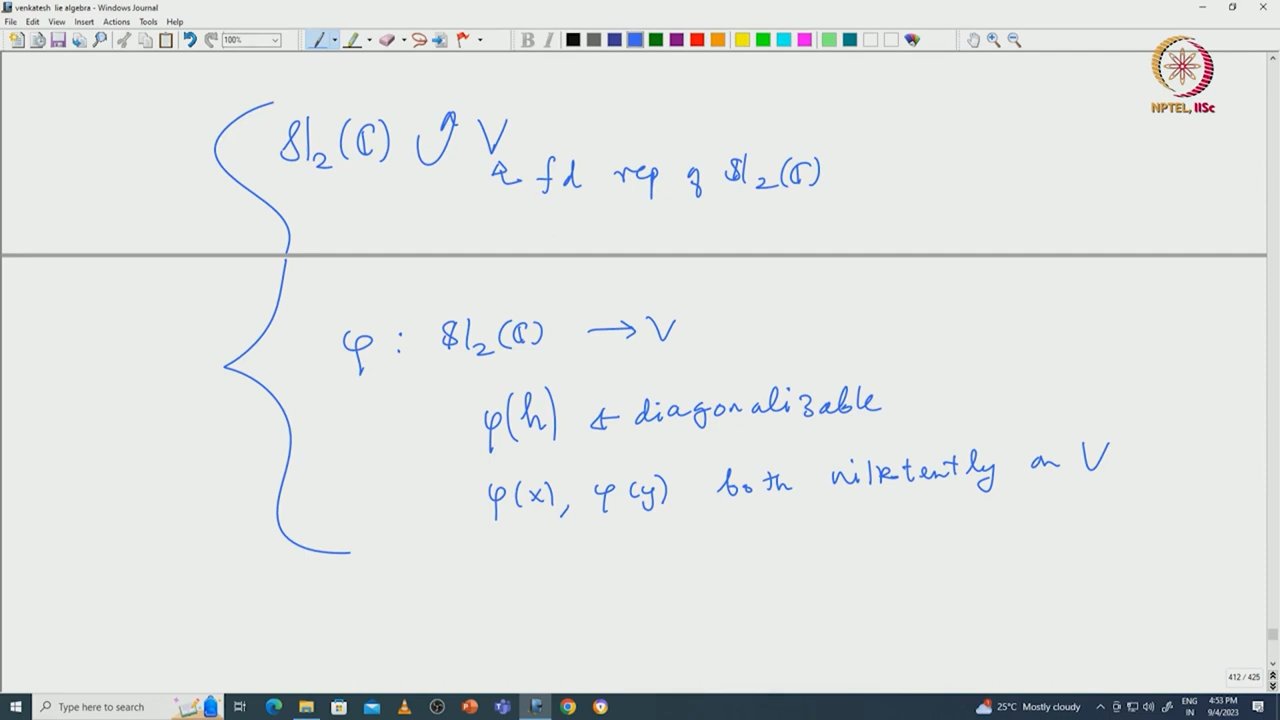 venkatesh lie algebra - Windows Journal
File Edit View Insert Actions Tools Help
100%
NPTEL, IISc
sl₂(ℂ) ↺ V
↖ fd rep of sl₂(ℂ)
φ : sl₂(ℂ) → V
φ(h) ← diagonalizable
φ(x), φ(y) both nilptently on V
412 / 425
Type here to search
25°C Mostly cloudy
ENG
IN
4:53 PM
9/4/2023